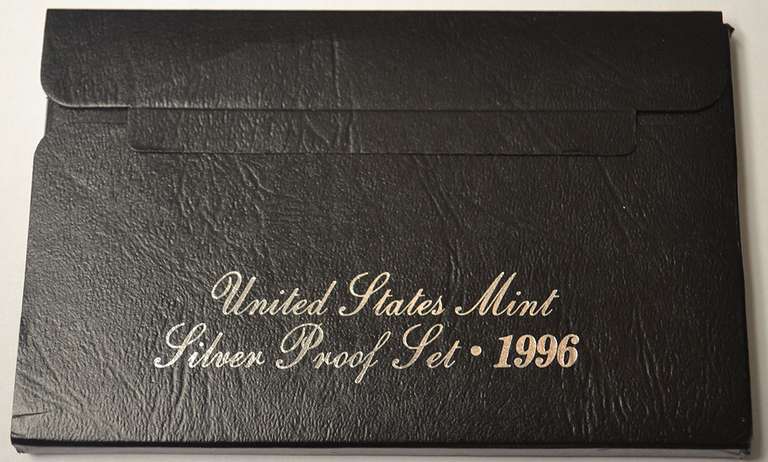 United States Mint
Silver Proof Set • 1996